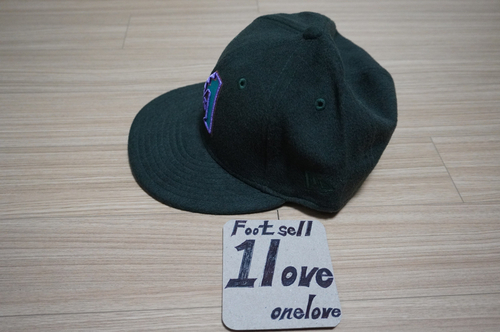 Foot sell
1love
onelove